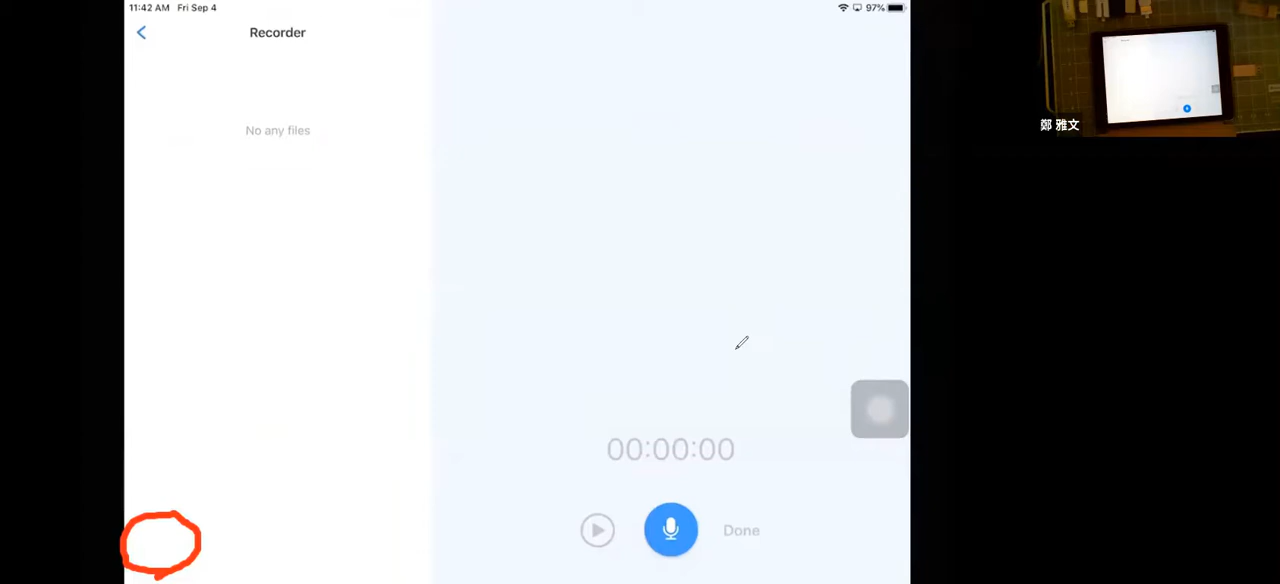 11:42 AM Fri Sep 4
97%
Recorder
No any files
鄭 雅文
00:00:00
Done